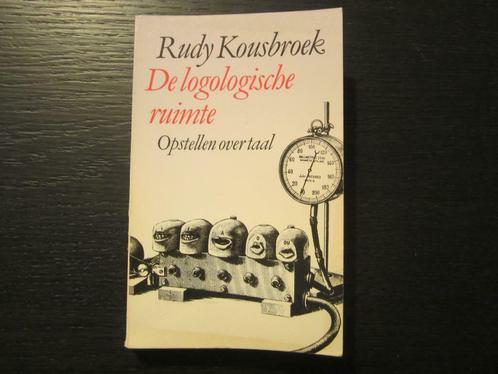 Rudy Kousbroek
De logologische
ruimte
Opstellen over taal